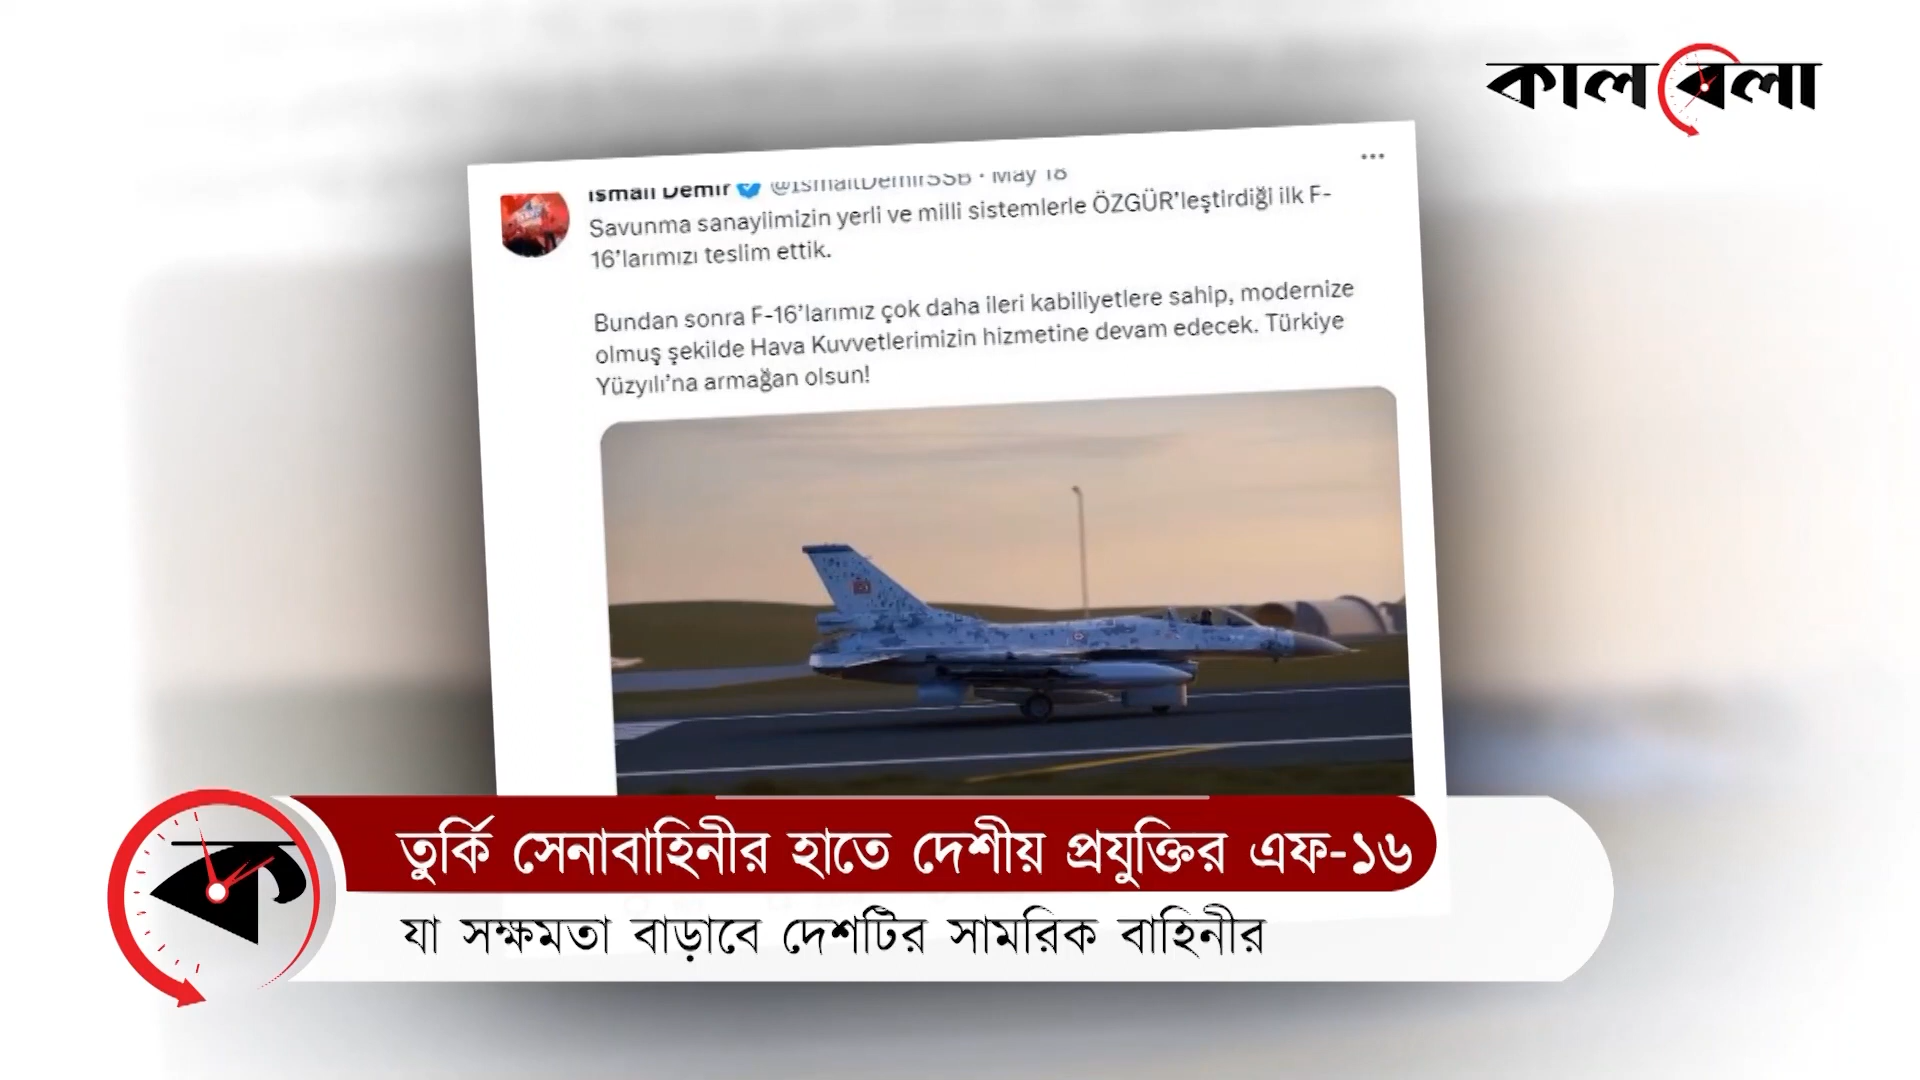 কালবেলা
Ismail Demir @IsmailDemirSSB · May 18
Savunma sanayiimizin yerli ve milli sistemlerle ÖZGÜR'leştirdiği ilk F-
16'larımızı teslim ettik.
Bundan sonra F-16'larımız çok daha ileri kabiliyetlere sahip, modernize
olmuş şekilde Hava Kuvvetlerimizin hizmetine devam edecek. Türkiye
Yüzyılı'na armağan olsun!
তুর্কি সেনাবাহিনীর হাতে দেশীয় প্রযুক্তির এফ-১৬
যা সক্ষমতা বাড়াবে দেশটির সামরিক বাহিনীর